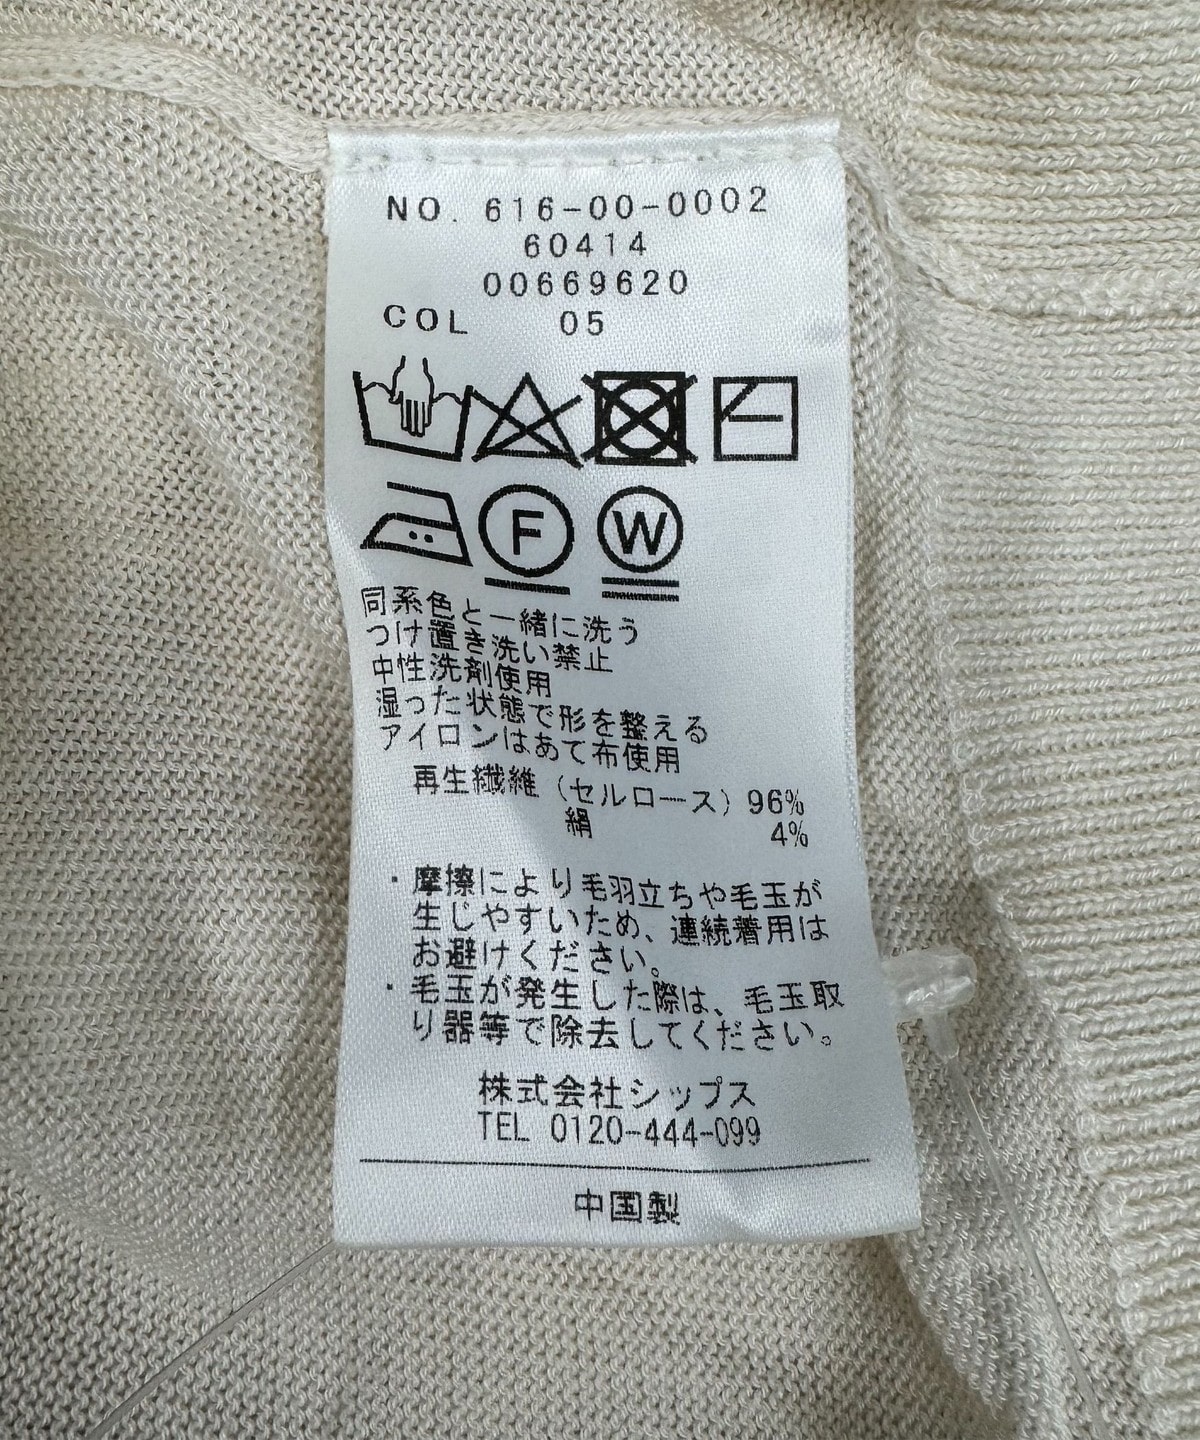 NO. 616-00-0002
60414
00669620
COL 05
F W
同系色と一緒に洗う
つけ置き洗い禁止
中性洗剤使用
湿った状態で形を整える
アイロンはあて布使用
再生繊維(セルロース) 96%
絹 4%
・摩擦により毛羽立ちや毛玉が
生じやすいため、連続着用は
お避けください。
・毛玉が発生した際は、毛玉取
り器等で除去してください。
株式会社シップス
TEL 0120-444-099
中国製